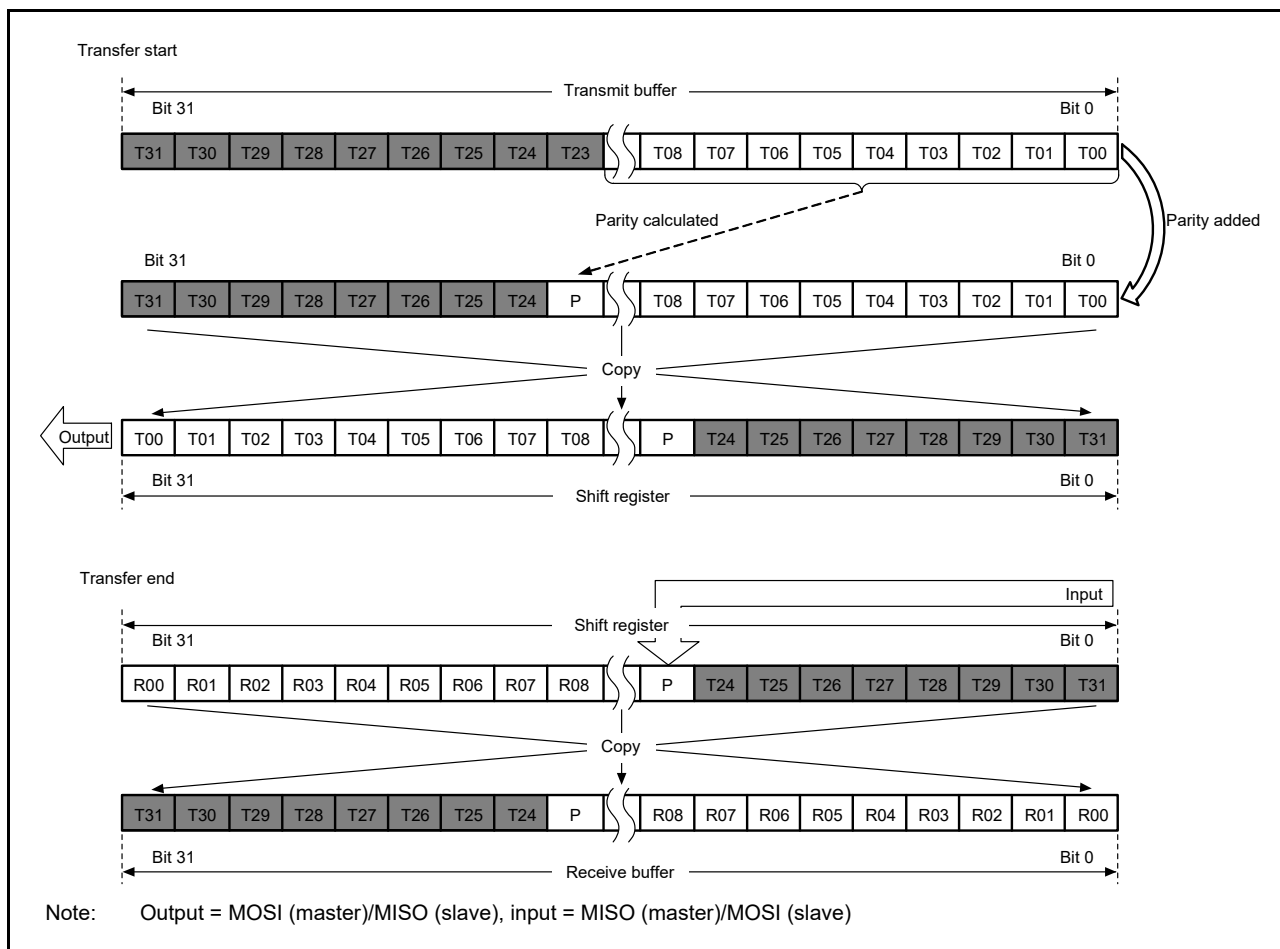 Transfer start
Transmit buffer
Bit 31 Bit 0
T31 T30 T29 T28 T27 T26 T25 T24 T23 T08 T07 T06 T05 T04 T03 T02 T01 T00
Parity calculated Parity added
Bit 31 Bit 0
T31 T30 T29 T28 T27 T26 T25 T24 P T08 T07 T06 T05 T04 T03 T02 T01 T00
Copy
Output T00 T01 T02 T03 T04 T05 T06 T07 T08 P T24 T25 T26 T27 T28 T29 T30 T31
Bit 31 Bit 0
Shift register
Transfer end
Input
Shift register
Bit 31 Bit 0
R00 R01 R02 R03 R04 R05 R06 R07 R08 P T24 T25 T26 T27 T28 T29 T30 T31
Copy
T31 T30 T29 T28 T27 T26 T25 T24 P R08 R07 R06 R05 R04 R03 R02 R01 R00
Bit 31 Bit 0
Receive buffer
Note: Output = MOSI (master)/MISO (slave), input = MISO (master)/MOSI (slave)